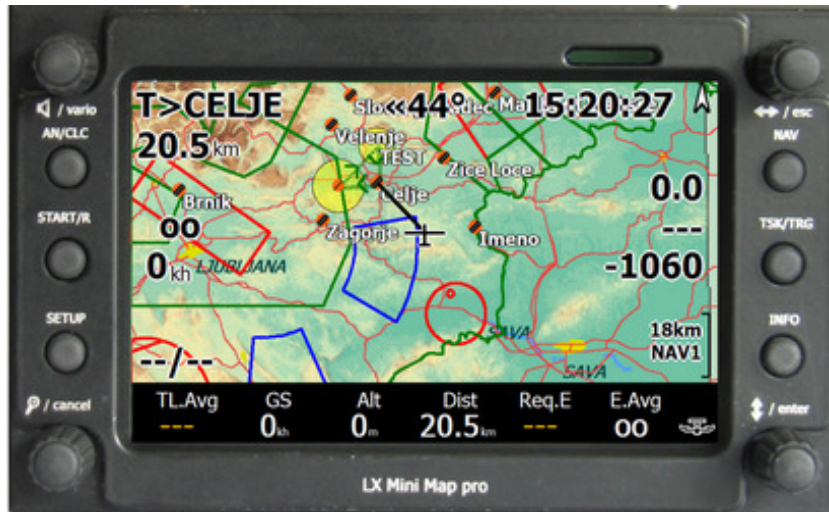 / vario
AN/CLC
START/R
SETUP
/ cancel
T>CELJE
««44°
15:20:27
20.5km
Velenje
TEST
Zice Loce
Celje
Brnik
oo
Zagorje
Imeno
0kh
LJUBLJANA
0.0
---
-1060
SAVA
18km
NAV1
SAVA
--/--
TL.Avg GS Alt Dist Req.E E.Avg
--- 0kh 0m 20.5km --- oo
/ esc
NAV
TSK/TRG
INFO
/ enter
LX Mini Map pro